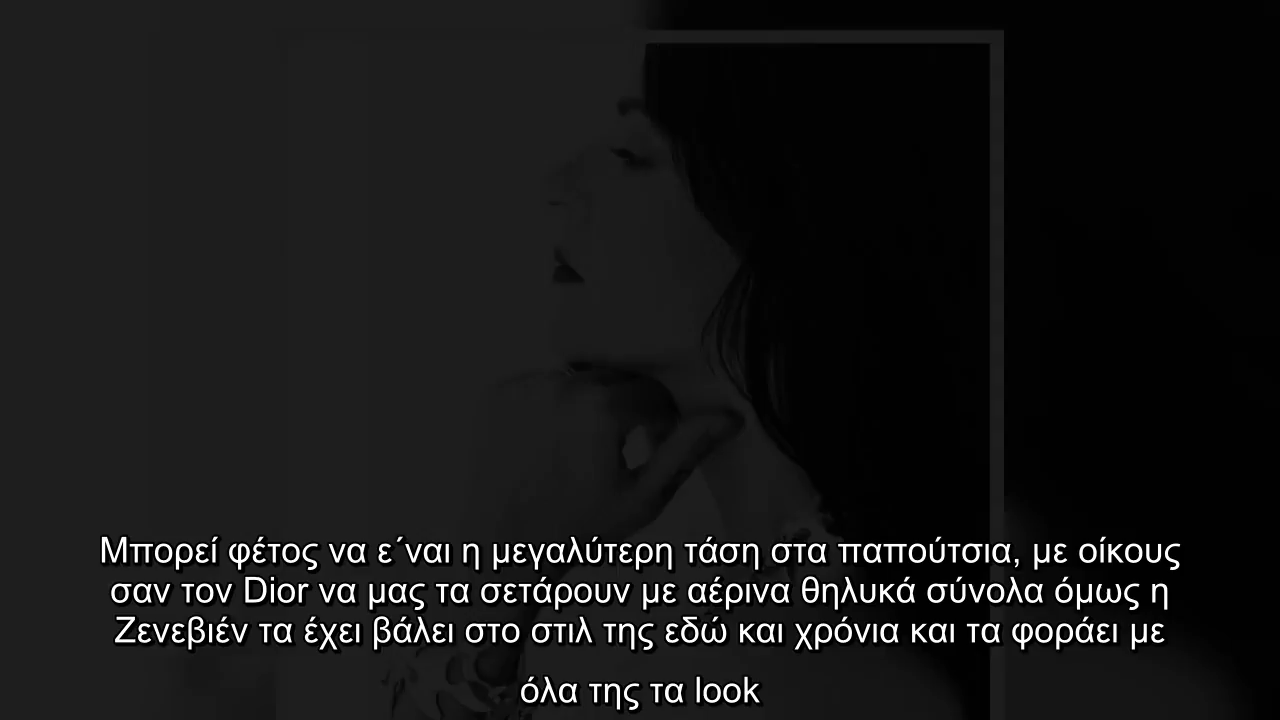 Μπορεί φέτος να ε΄ναι η μεγαλύτερη τάση στα παπούτσια, με οίκους
σαν τον Dior να μας τα σετάρουν με αέρινα θηλυκά σύνολα όμως η
Ζενεβιέν τα έχει βάλει στο στιλ της εδώ και χρόνια και τα φοράει με
όλα της τα look